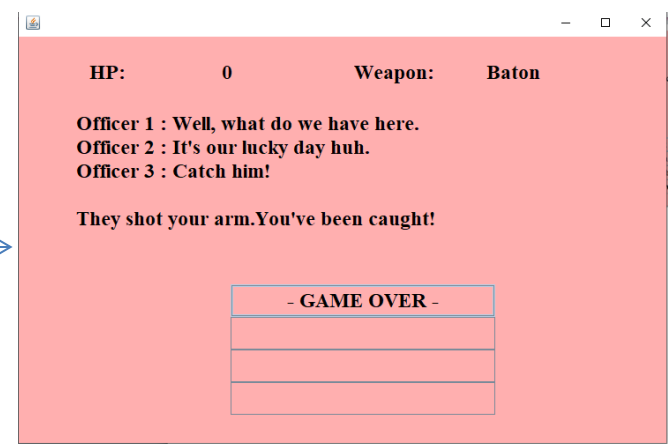 HP: 0 Weapon: Baton
Officer 1 : Well, what do we have here.
Officer 2 : It's our lucky day huh.
Officer 3 : Catch him!
They shot your arm.You've been caught!
- GAME OVER -